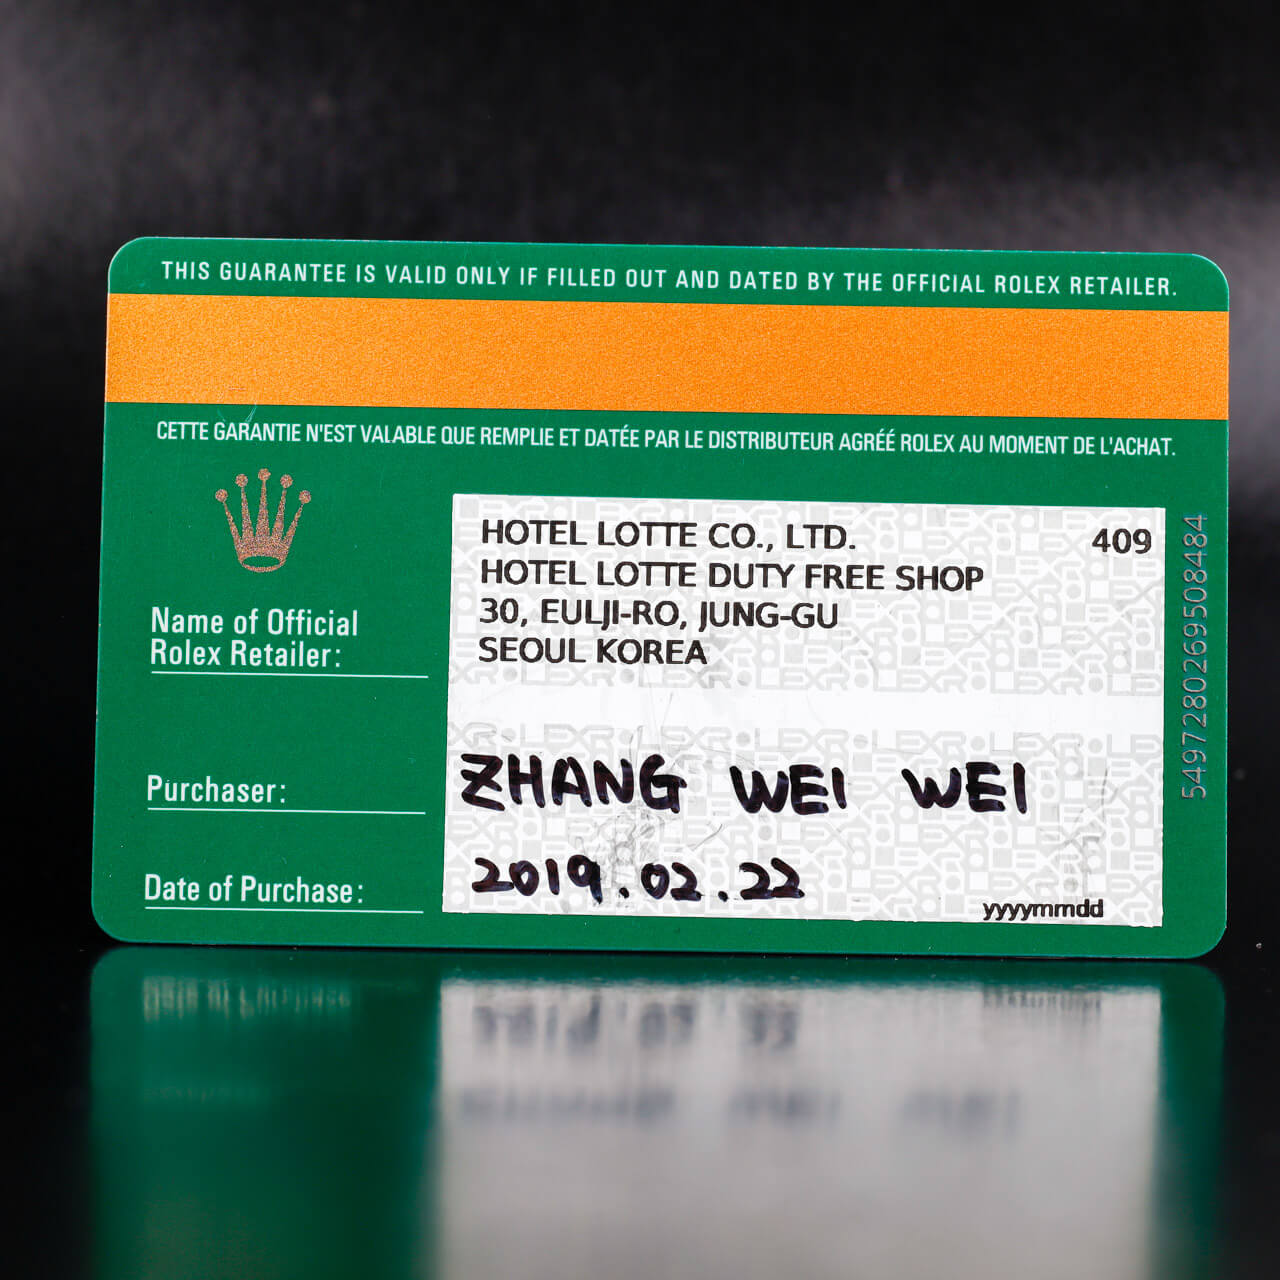 THIS GUARANTEE IS VALID ONLY IF FILLED OUT AND DATED BY THE OFFICIAL ROLEX RETAILER.
CETTE GARANTIE N'EST VALABLE QUE REMPLIE ET DATÉE PAR LE DISTRIBUTEUR AGRÉÉ ROLEX AU MOMENT DE L'ACHAT.
Name of Official
Rolex Retailer:
HOTEL LOTTE CO., LTD. 409
HOTEL LOTTE DUTY FREE SHOP
30, EULJI-RO, JUNG-GU
SEOUL KOREA
Purchaser: ZHANG WEI WEI
Date of Purchase: 2019.02.22
yyyymmdd
5497280269508484